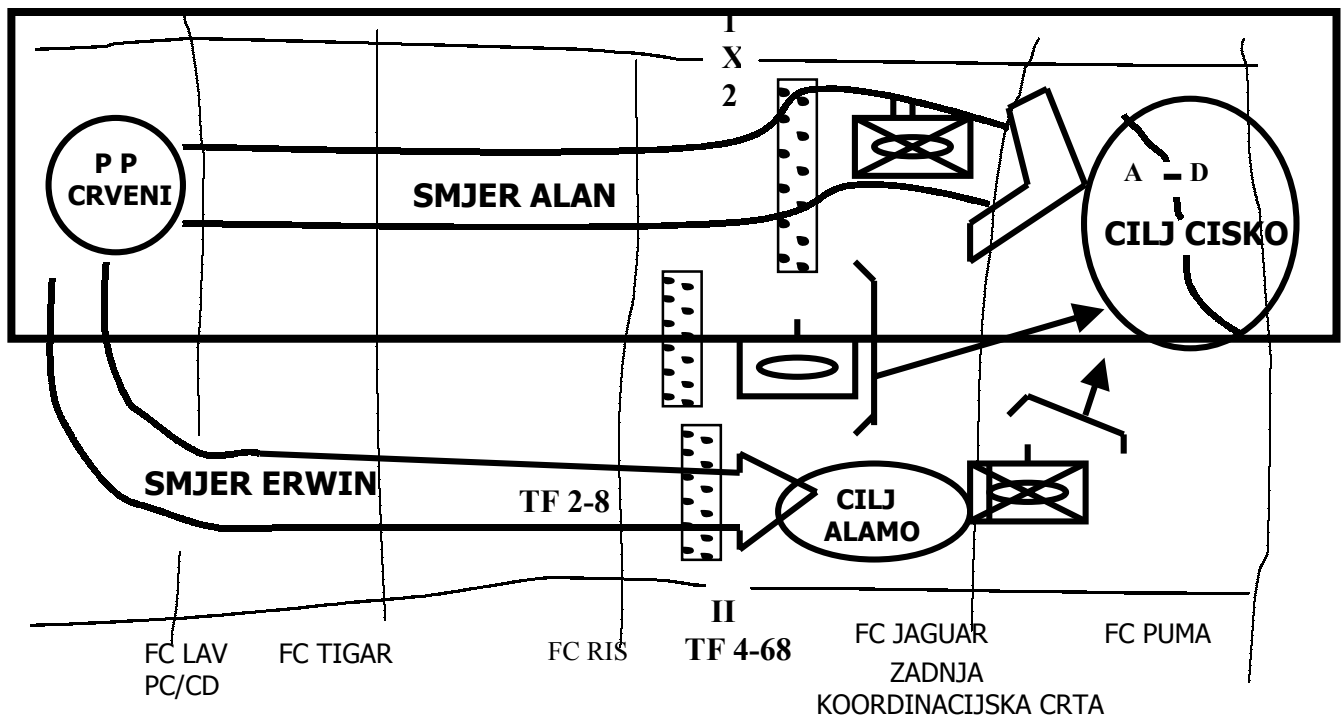 I
X
2
P P
CRVENI
SMJER ALAN
A
D
CILJ CISKO
SMJER ERWIN
TF 2-8
CILJ
ALAMO
II
TF 4-68
FC LAV
PC/CD
FC TIGAR
FC RIS
FC JAGUAR
ZADNJA
KOORDINACIJSKA CRTA
FC PUMA